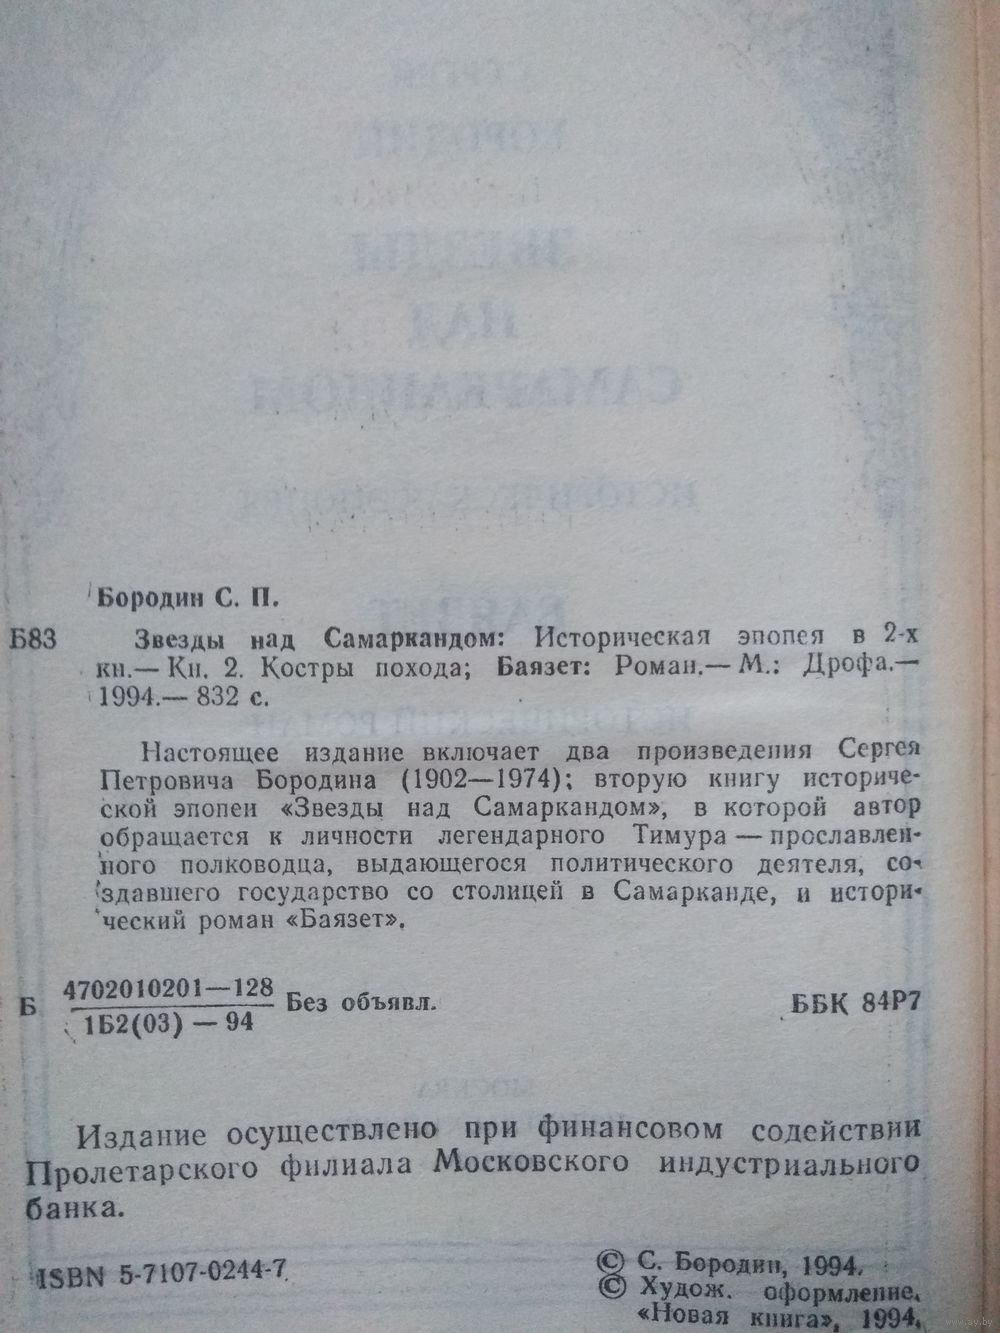 Бородин С. П.
Б83 Звезды над Самаркандом: Историческая эпопея в 2-х
кн.— Кн. 2. Костры похода; Баязет: Роман.— М.: Дрофа.—
1994.— 832 с.
Настоящее издание включает два произведения Сергея
Петровича Бородина (1902—1974); вторую книгу историче-
ской эпопеи «Звезды над Самаркандом», в которой автор
обращается к личности легендарного Тимура — прославлен-
ного полководца, выдающегося политического деятеля, со-
здавшего государство со столицей в Самарканде, и истори-
ческий роман «Баязет».
4702010201—128
Б Без объявл. ББК 84Р7
1Б2(03) — 94
Издание осуществлено при финансовом содействии
Пролетарского филиала Московского индустриального
банка.
ISBN 5-7107-0244-7 © С. Бородин, 1994.
© Худож. оформление.
«Новая книга», 1994.
www.ay.by